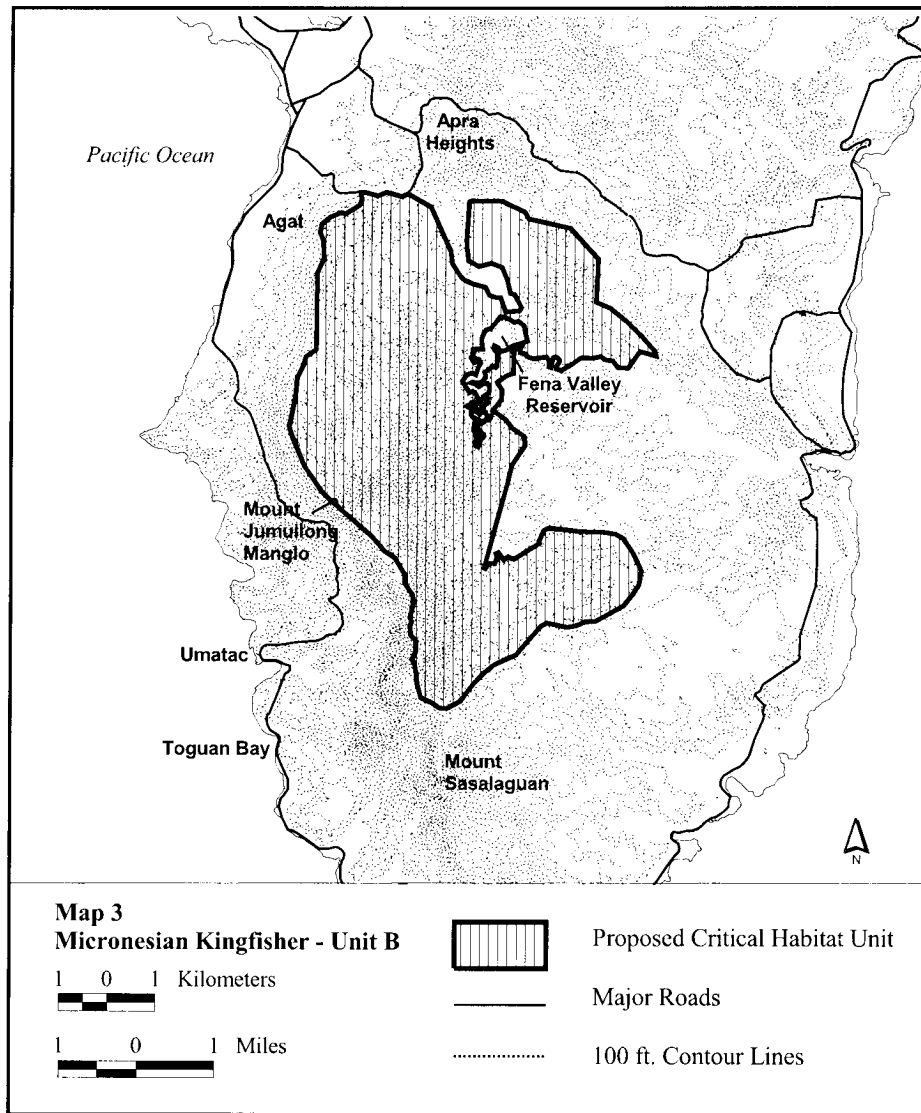 Apra
Heights
Pacific Ocean
Agat
Fena Valley
Reservoir
Mount
Jumullong
Manglo
Umatac
Toguan Bay
Mount
Sasalaguan
N
Map 3
Micronesian Kingfisher - Unit B
1 0 1 Kilometers
1 0 1 Miles
Proposed Critical Habitat Unit
Major Roads
100 ft. Contour Lines